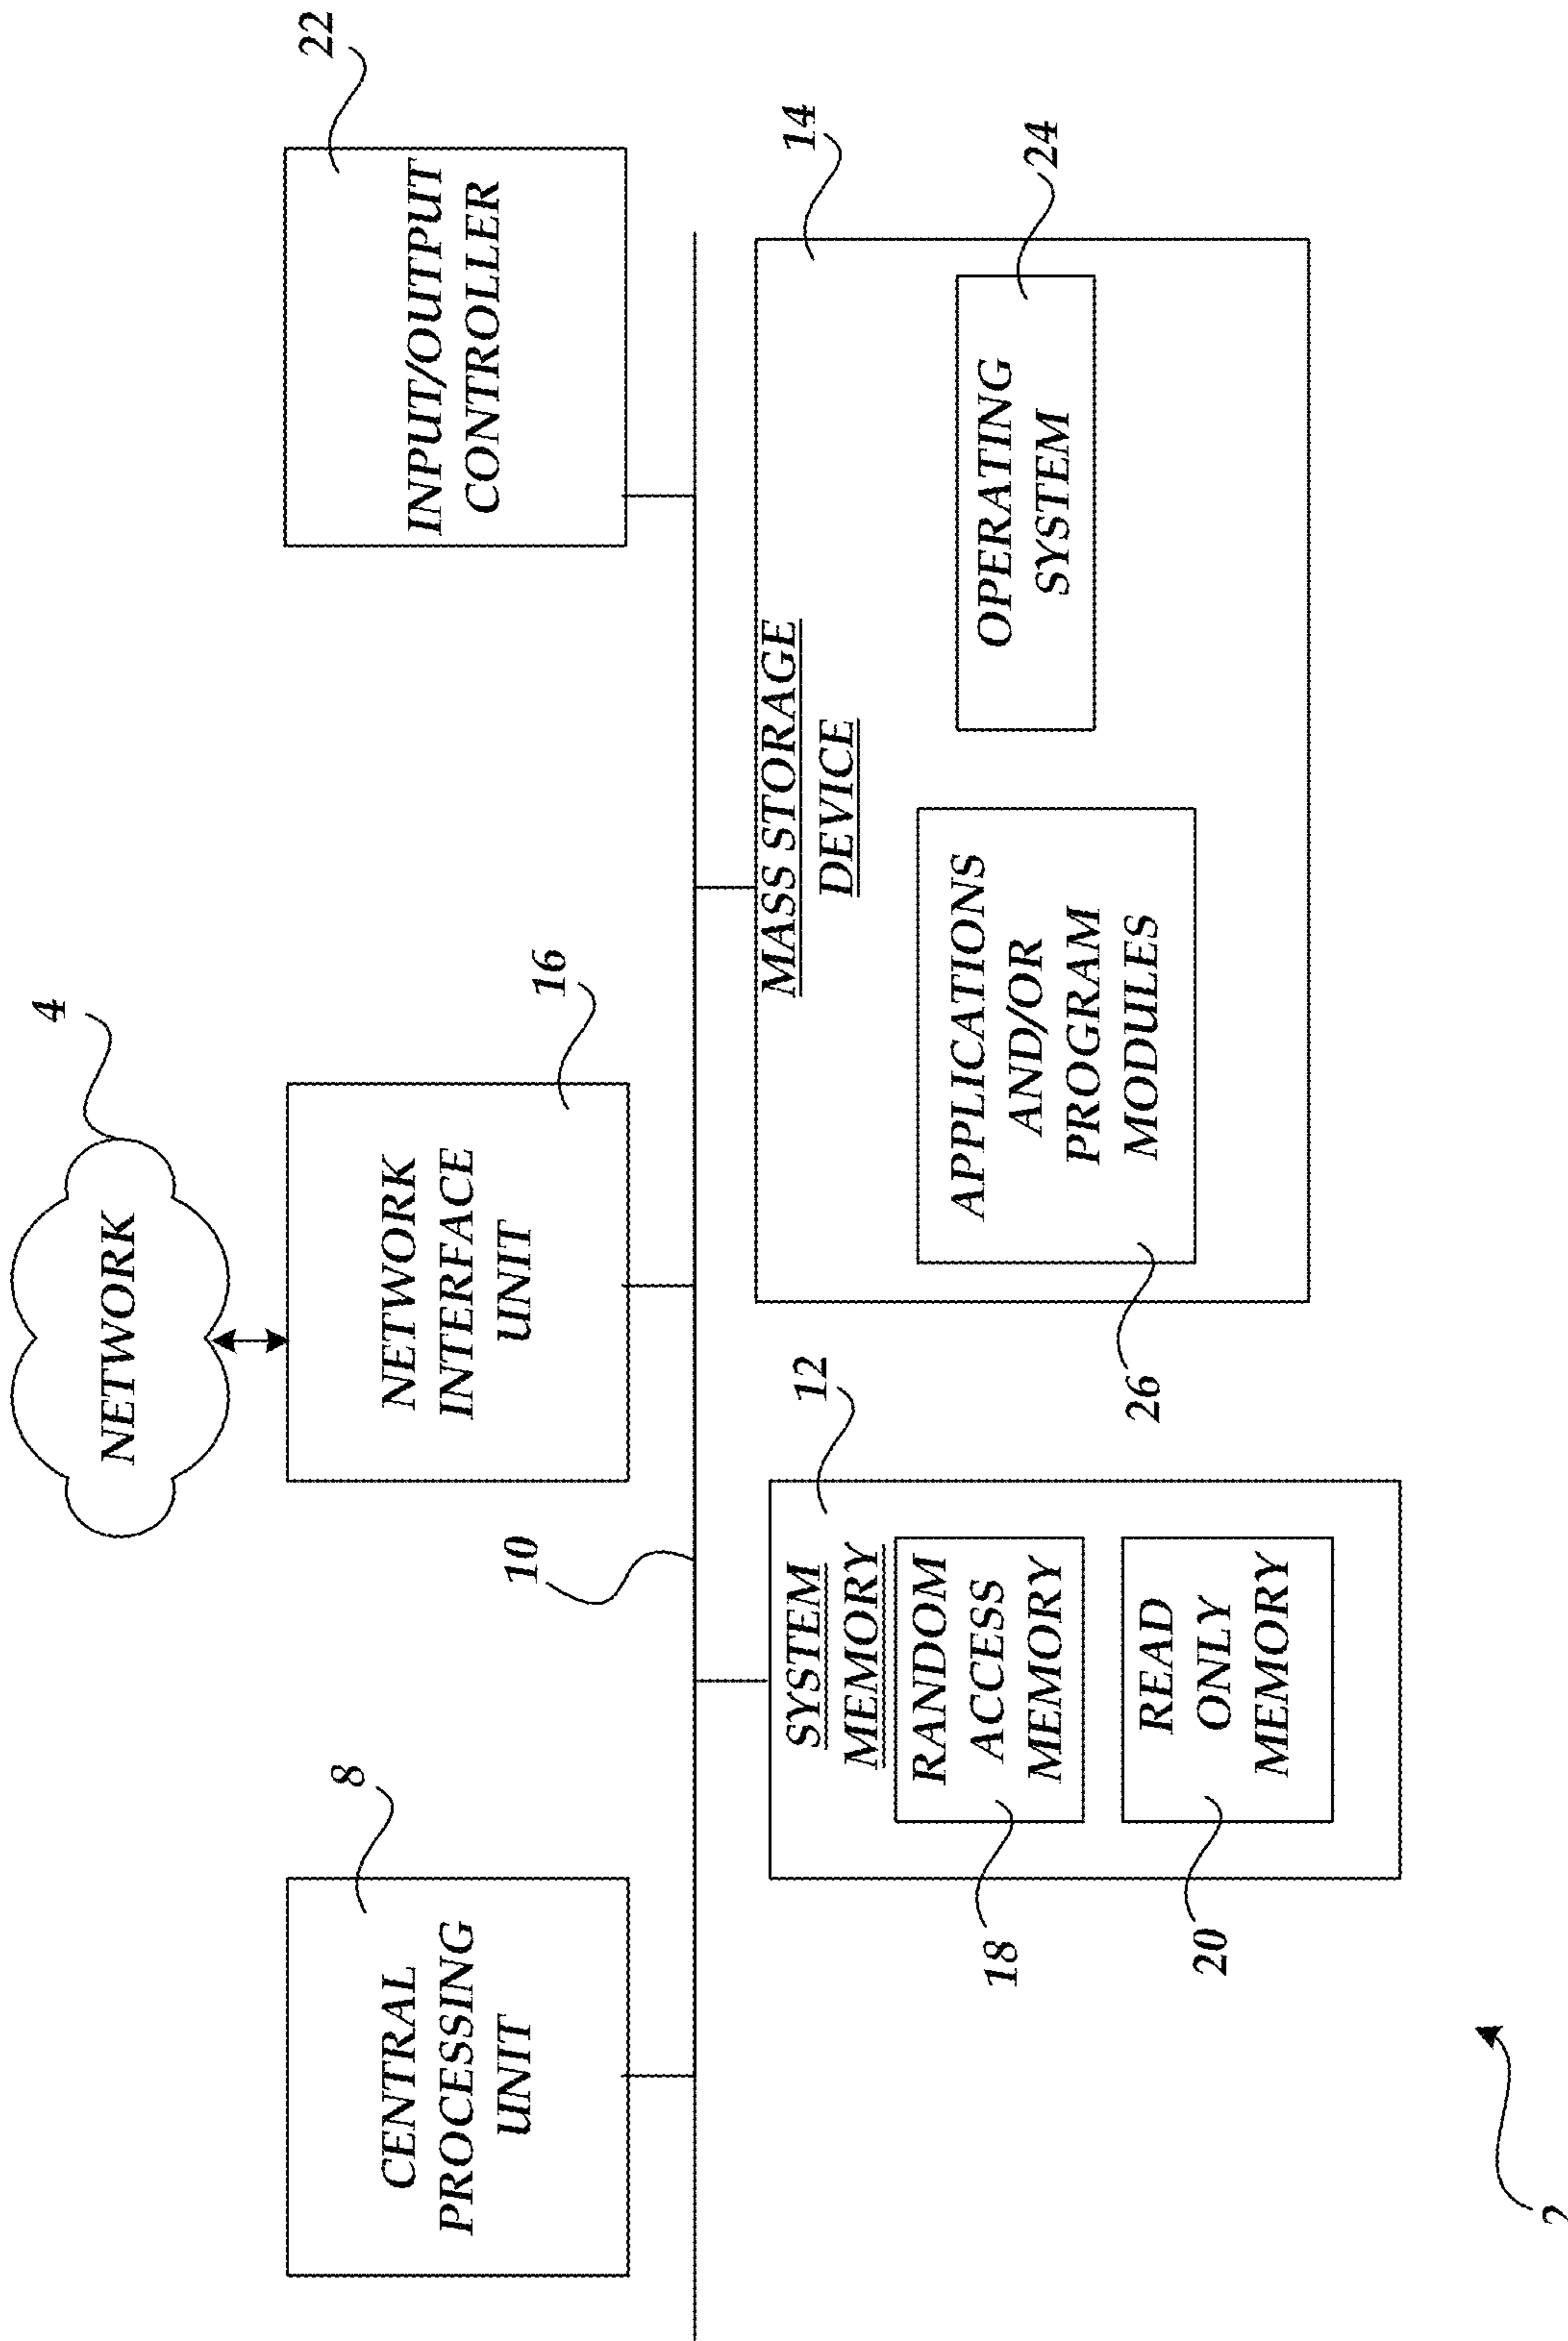 4
NETWORK
8
CENTRAL
PROCESSING
UNIT
16
NETWORK
INTERFACE
UNIT
22
INPUT/OUTPUT
CONTROLLER
10
12
SYSTEM
MEMORY
RANDOM
ACCESS
MEMORY
18
READ
ONLY
MEMORY
20
14
MASS STORAGE
DEVICE
APPLICATIONS
AND/OR
PROGRAM
MODULES
26
OPERATING
SYSTEM
24
2